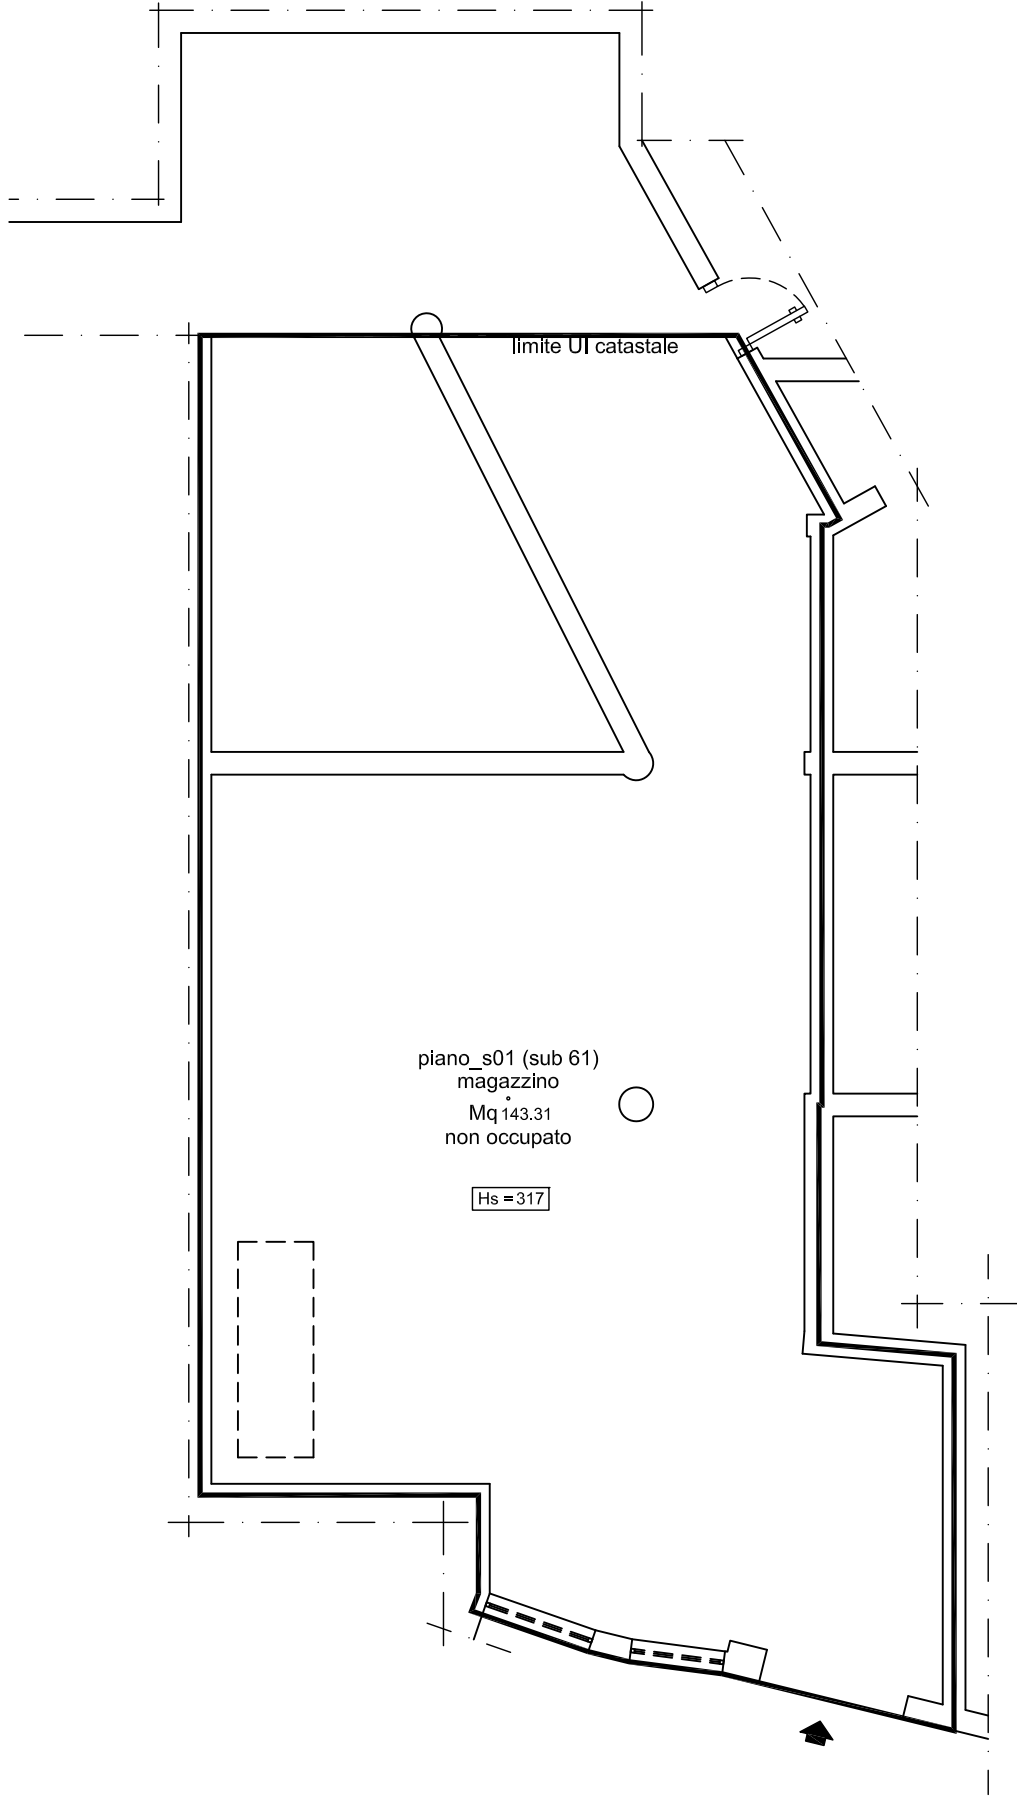 limite UI catastale
piano_s01 (sub 61)
magazzino
Mq 143.31
non occupato
Hs = 317